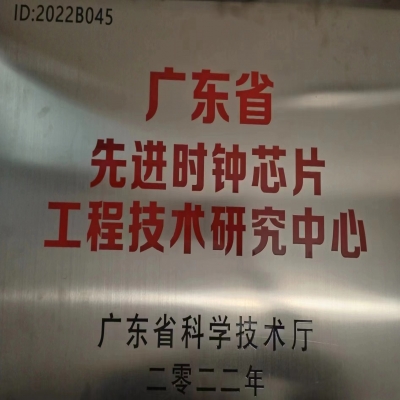 ID:2022B045
广东省
先进时钟芯片
工程技术研究中心
广东省科学技术厅
二零二二年